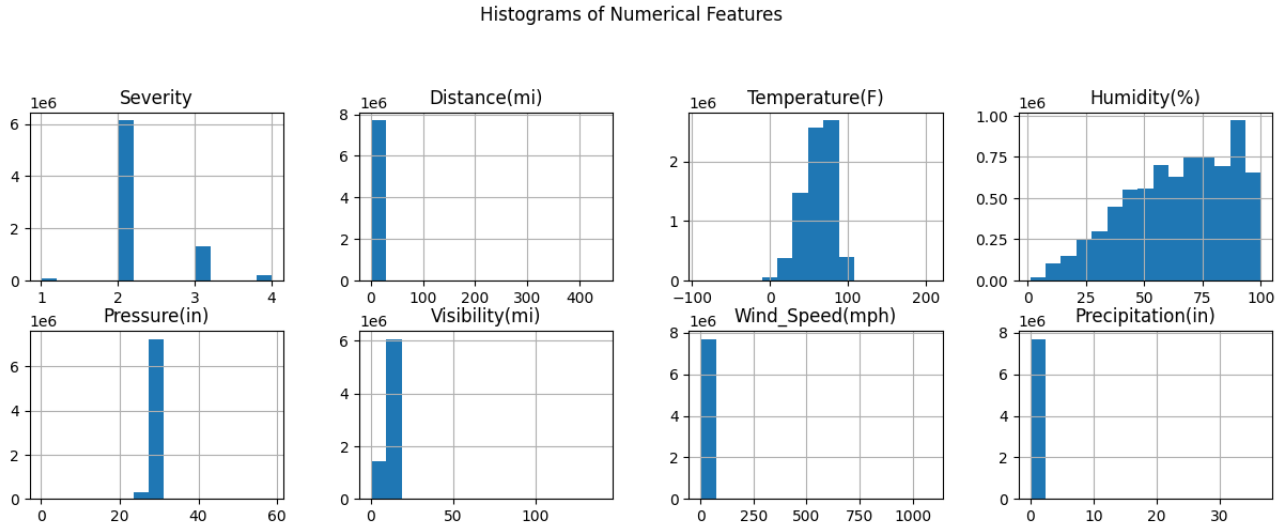 Histograms of Numerical Features
Severity
1e6
6
4
2
0
1 2 3 4
Distance(mi)
1e6
8
6
4
2
0
0 100 200 300 400
Temperature(F)
1e6
2
1
0
-100 0 100 200
Humidity(%)
1e6
1.00
0.75
0.50
0.25
0.00
0 25 50 75 100
Pressure(in)
1e6
6
4
2
0
0 20 40 60
Visibility(mi)
1e6
6
4
2
0
0 50 100
Wind_Speed(mph)
1e6
8
6
4
2
0
0 250 500 750 1000
Precipitation(in)
1e6
8
6
4
2
0
0 10 20 30